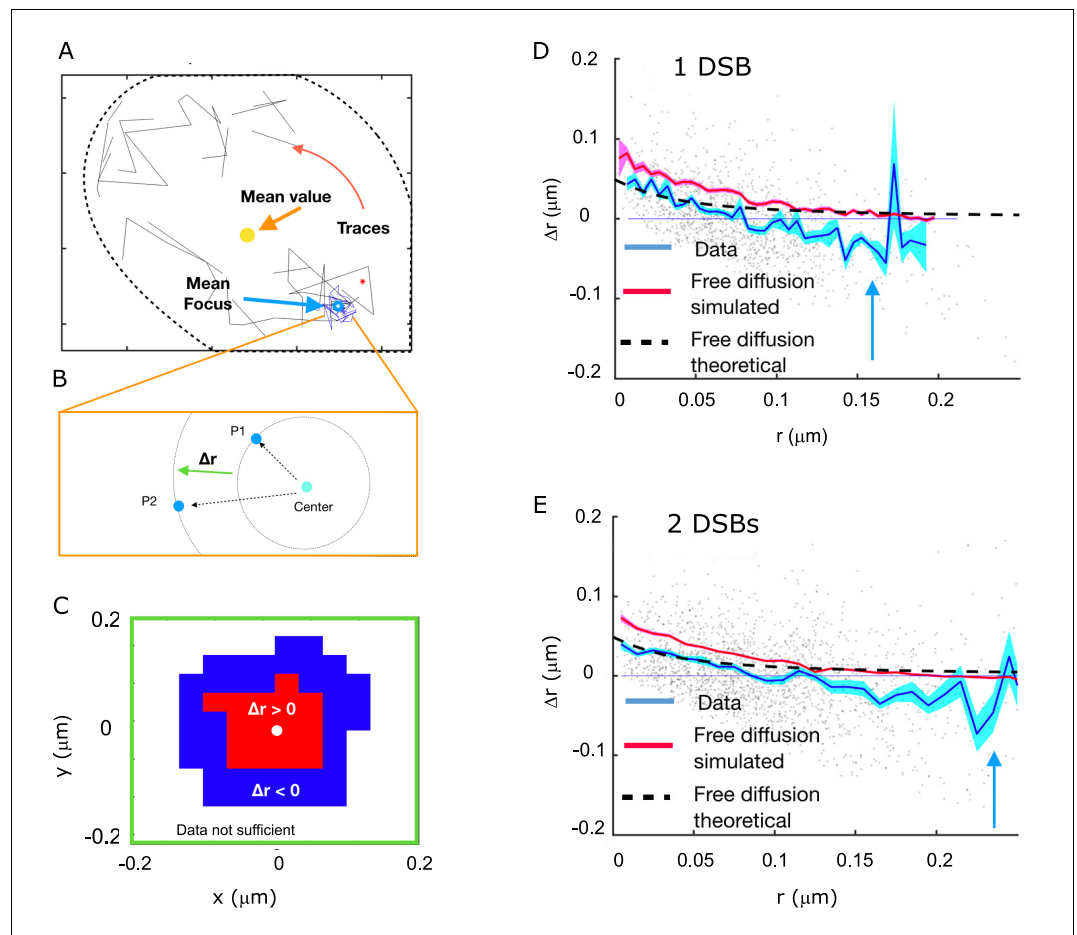 A
Mean value
Traces
Mean
Focus
*
B
P1
Δr
P2
Center
C
0.2
0
-0.2
y (μm)
Δr > 0
Δr < 0
Data not sufficient
-0.2
0
0.2
x (μm)
D
1 DSB
0.2
0.1
0
-0.1
-0.2
Δr (μm)
Data
Free diffusion
simulated
Free diffusion
theoretical
0
0.05
0.1
0.15
0.2
r (μm)
E
2 DSBs
0.2
0.1
0
-0.1
-0.2
Δr (μm)
Data
Free diffusion
simulated
Free diffusion
theoretical
0
0.05
0.1
0.15
0.2
r (μm)